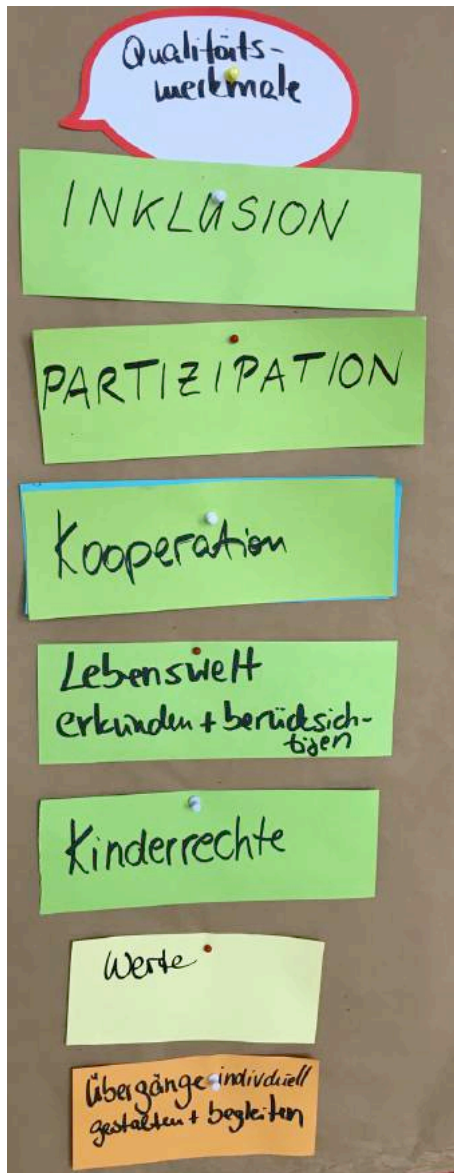 Qualitäts-
merkmale
INKLUSION
PARTIZIPATION
Kooperation
Lebenswelt
erkunden + berücksich-
tigen
Kinderrechte
Werte
Übergänge individuell
gestalten + begleiten